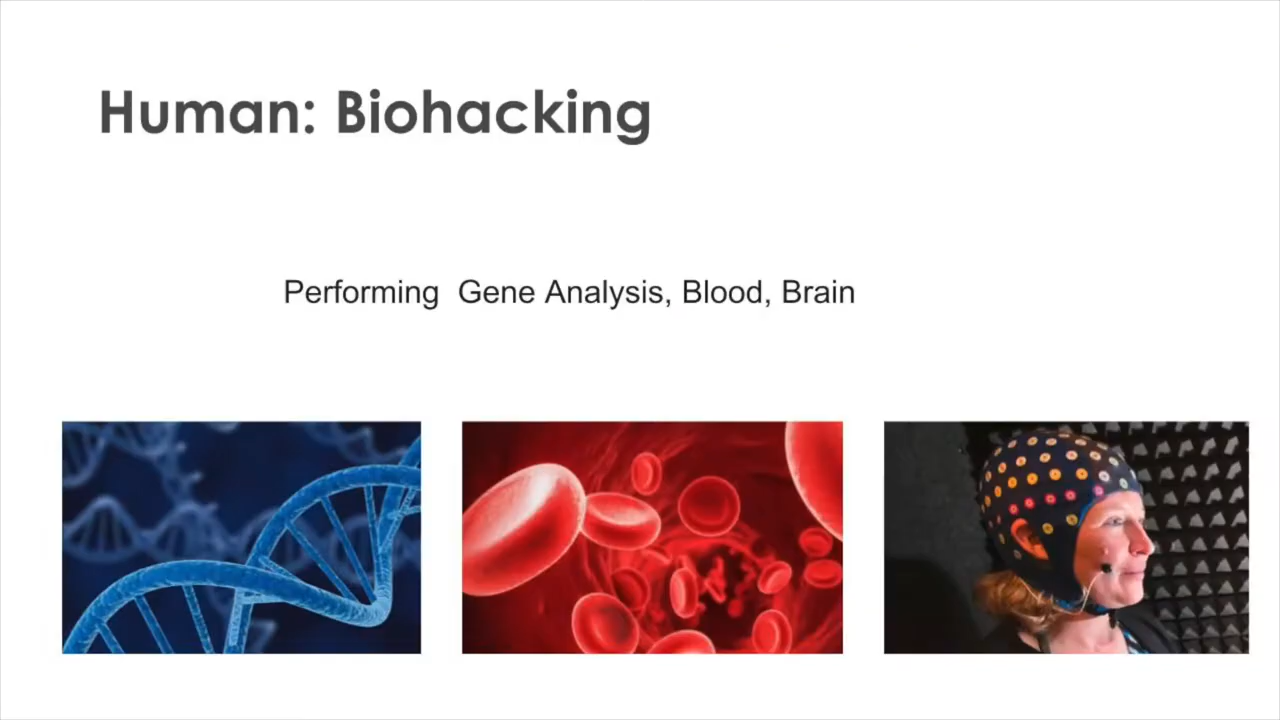 Human: Biohacking
Performing  Gene Analysis, Blood, Brain